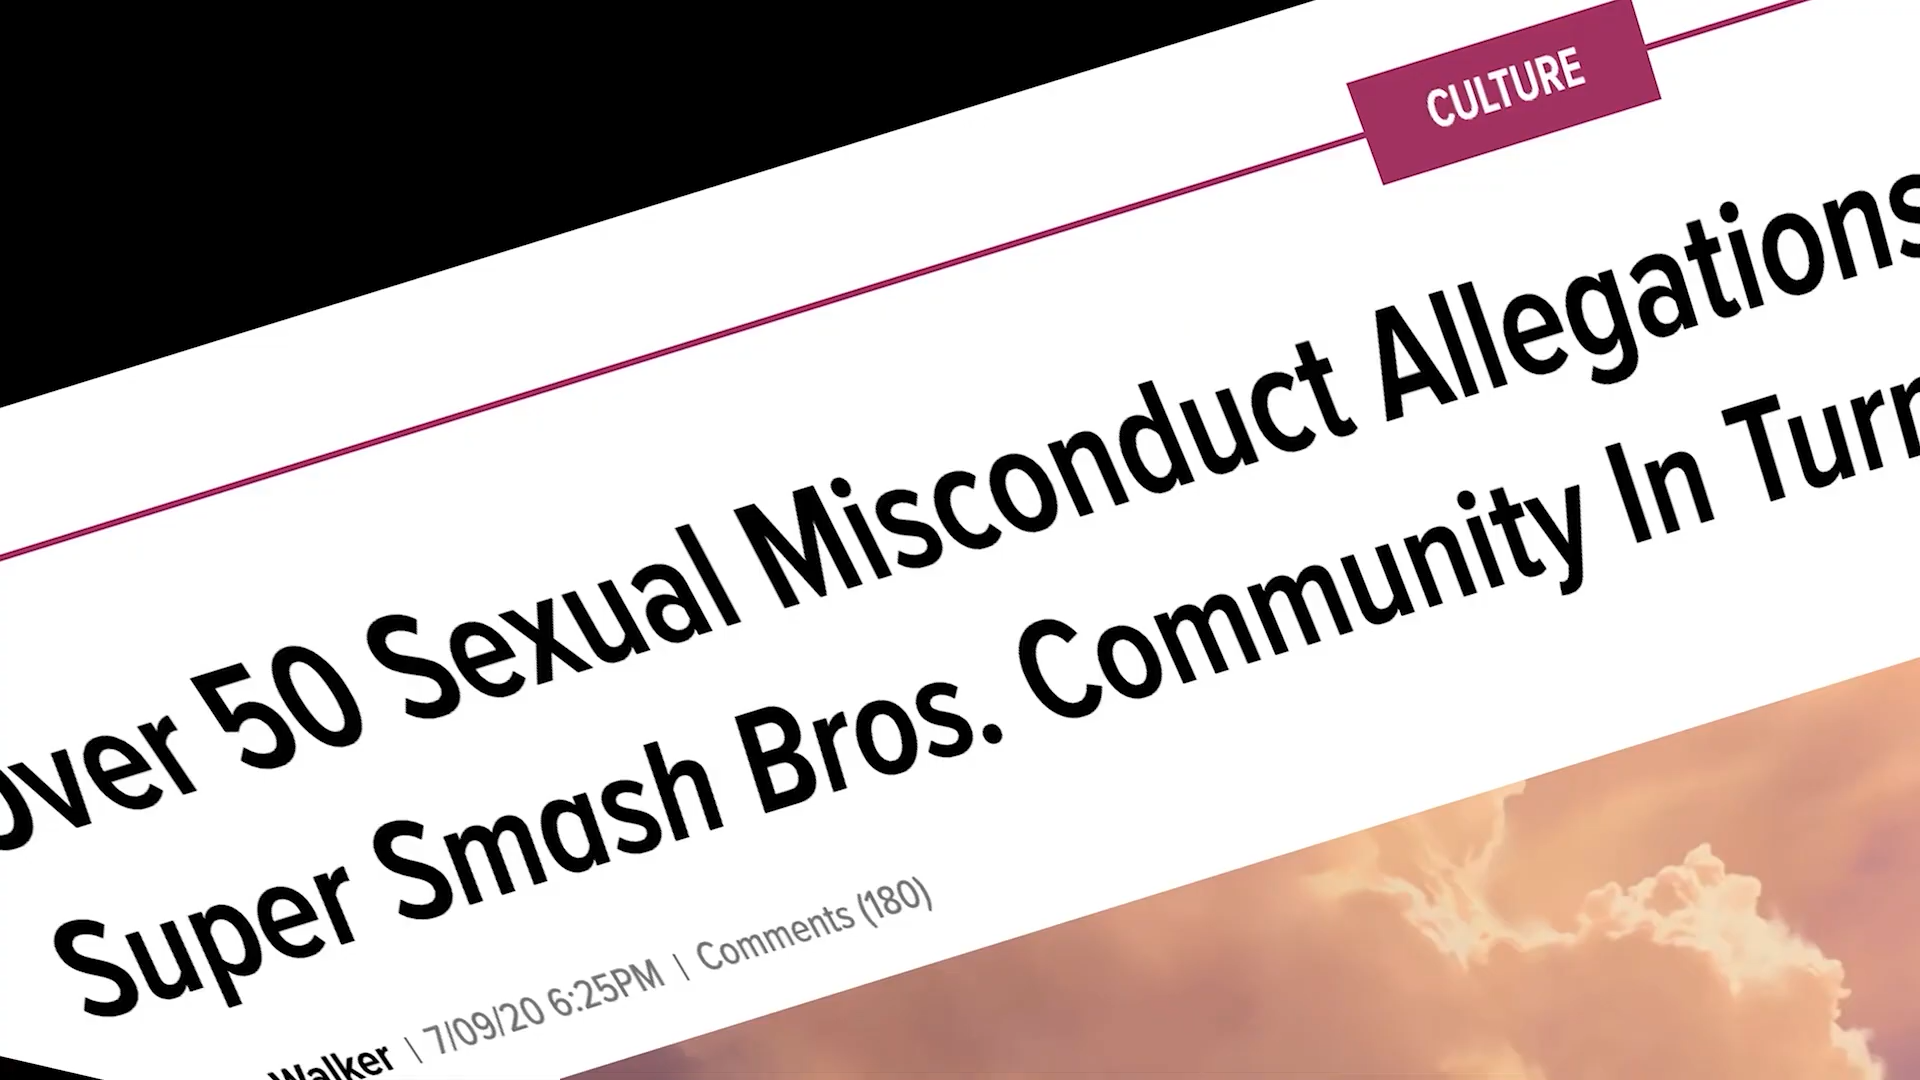 CULTURE
Over 50 Sexual Misconduct Allegations
Super Smash Bros. Community In
Walker | 7/09/20 6:25PM | Comments (180)